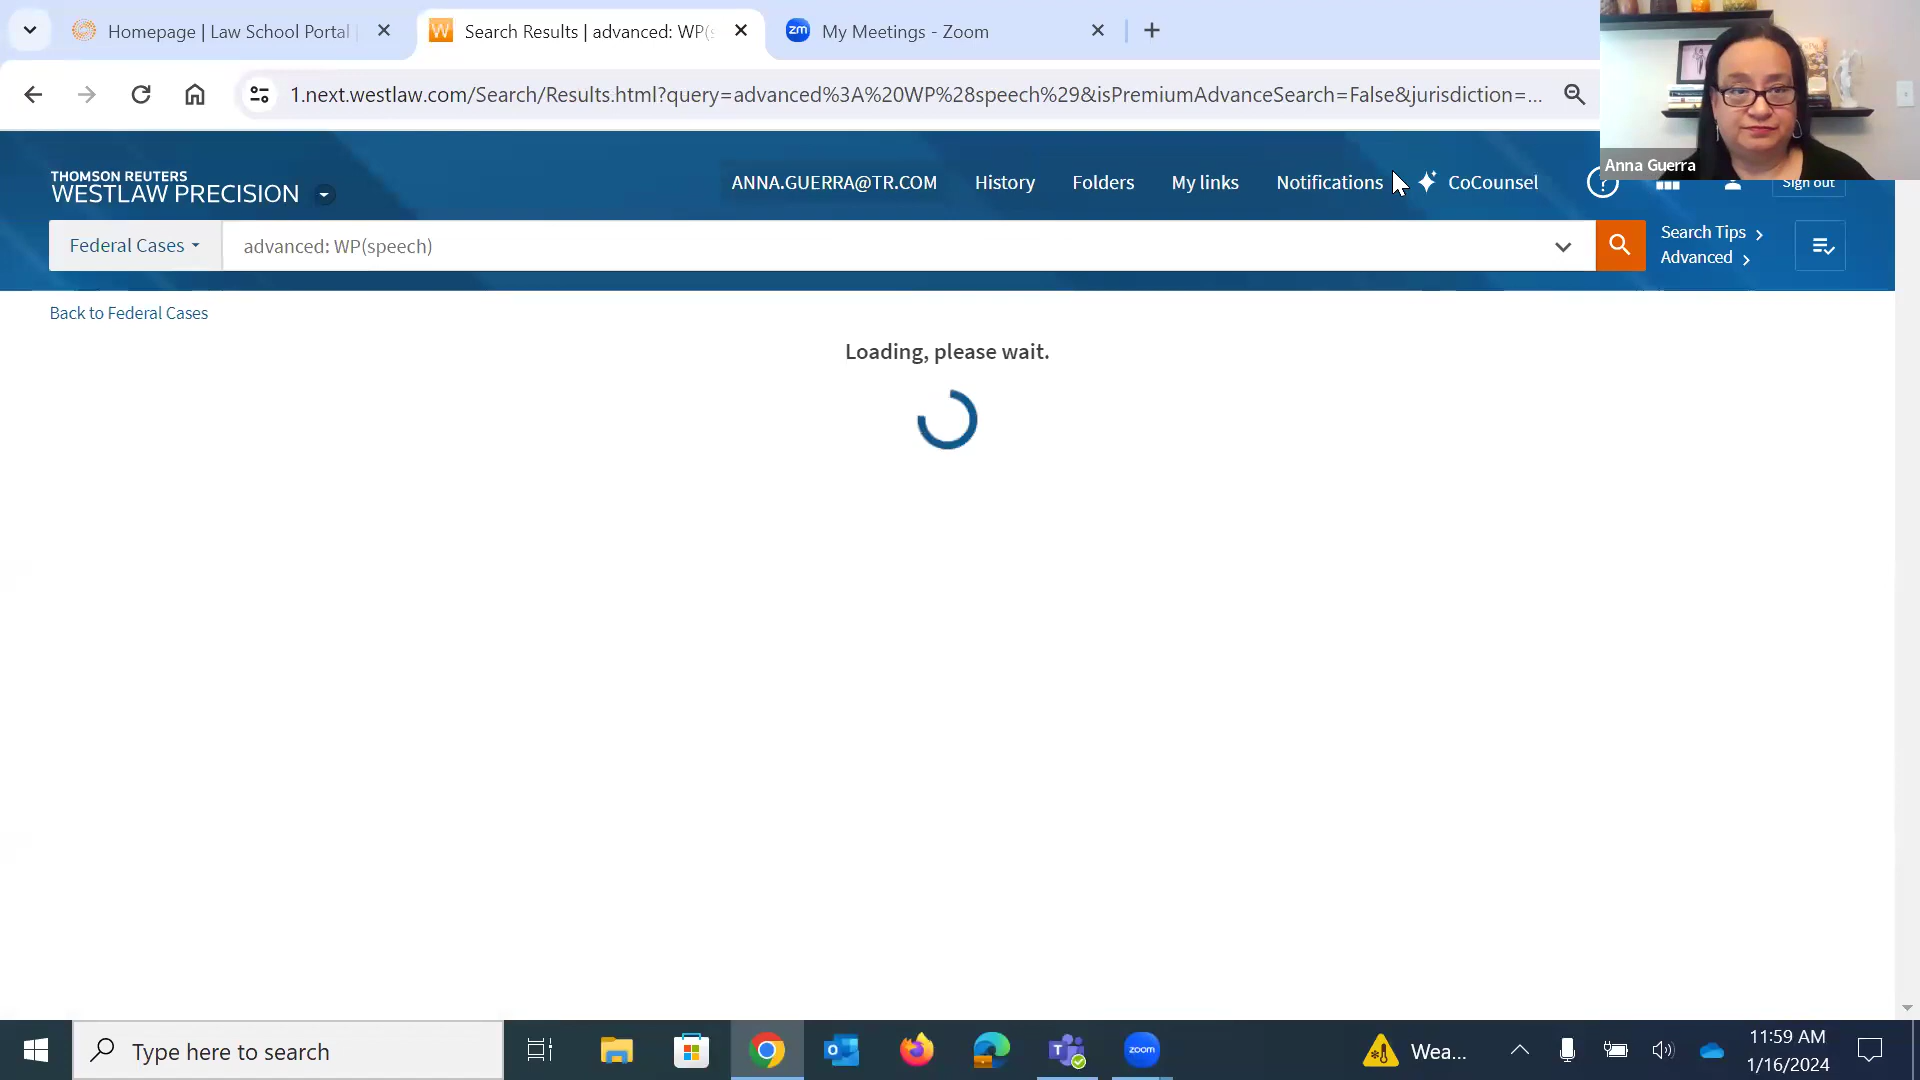 Homepage | Law School Portal |
Search Results | advanced: WP(s
My Meetings - Zoom
1.next.westlaw.com/Search/Results.html?query=advanced%3A%20WP%28speech%29&isPremiumAdvanceSearch=False&jurisdiction=...
Anna Guerra
THOMSON REUTERS
WESTLAW PRECISION
ANNA.GUERRA@TR.COM
History
Folders
My links
Notifications
CoCounsel
Sign out
Federal Cases
advanced: WP(speech)
Search Tips
Advanced
Back to Federal Cases
Loading, please wait.
Type here to search
zoom
Wea...
11:59 AM
1/16/2024